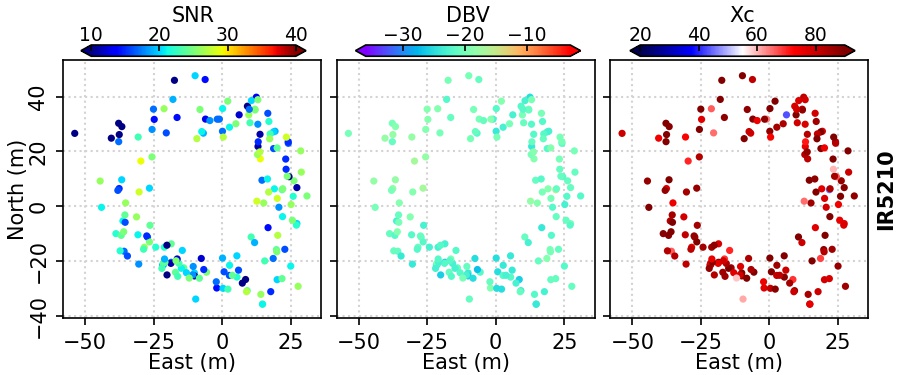 SNR DBV Xc
10 20 30 40 −30 −20 −10 20 40 60 80
40
20
0
−20
−40
North (m)
−50 −25 0 25 −50 −25 0 25 −50 −25 0 25
East (m) East (m) East (m)
IR5210